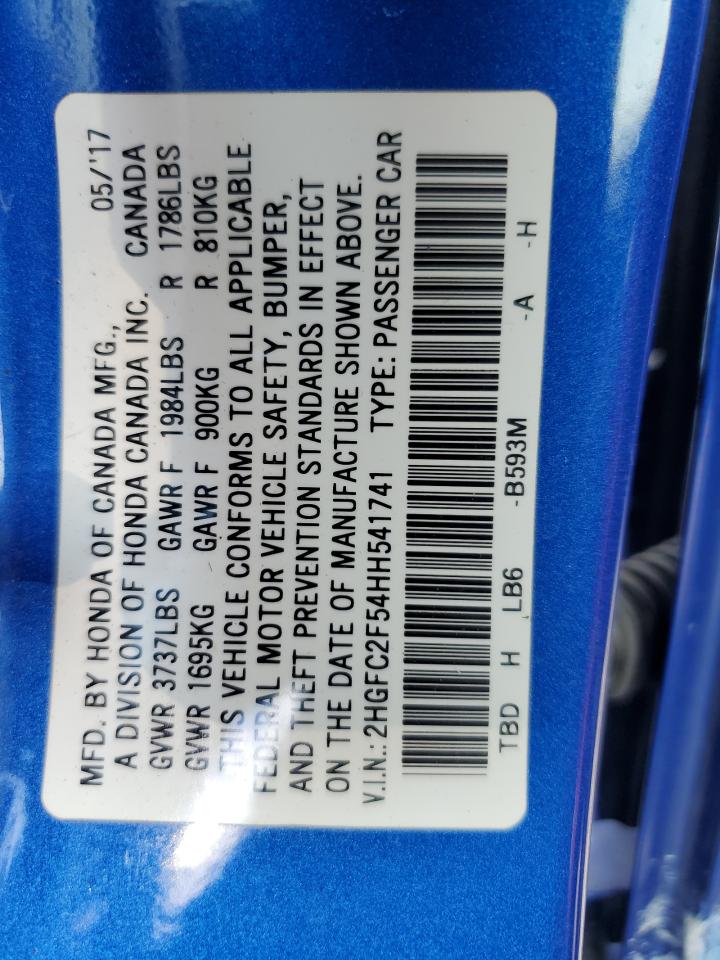 MFD. BY HONDA OF CANADA MFG., 05/'17
A DIVISION OF HONDA CANADA INC. CANADA
GVWR 3737LBS GAWR F 1984LBS R 1786LBS
GVWR 1695KG GAWR F 900KG R 810KG
THIS VEHICLE CONFORMS TO ALL APPLICABLE
FEDERAL MOTOR VEHICLE SAFETY, BUMPER,
AND THEFT PREVENTION STANDARDS IN EFFECT
ON THE DATE OF MANUFACTURE SHOWN ABOVE.
V.I.N.: 2HGFC2F54HH541741 TYPE: PASSENGER CAR
TBD H LB6 -B593M -A -H